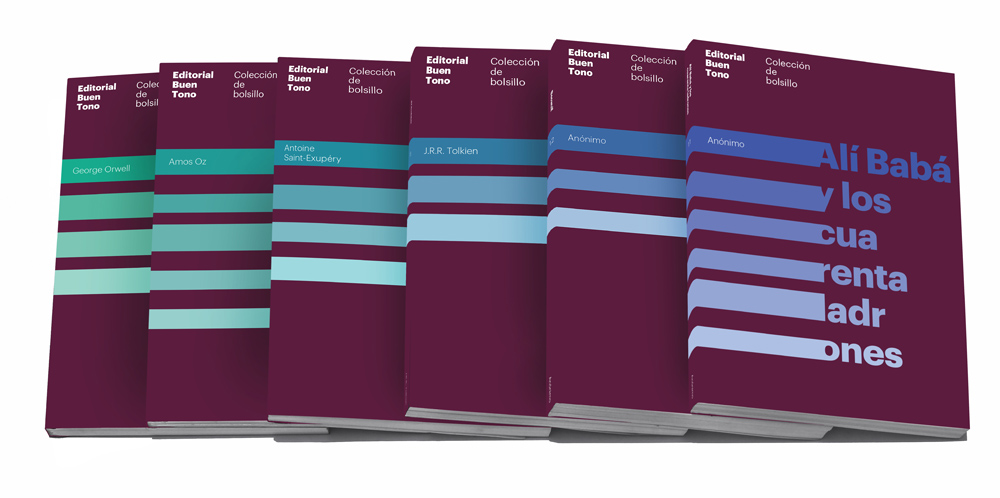 Editorial
Buen
Tono
Colec
de
bolsill
George Orwell
Editorial
Buen
Tono
Colección
de
bolsillo
Amos Oz
Editorial
Buen
Tono
Colección
de
bolsillo
Antoine
Saint-Exupéry
Editorial
Buen
Tono
Colección
de
bolsillo
J.R.R. Tolkien
Editorial
Buen
Tono
Colección
de
bolsillo
Anónimo
Editorial
Buen
Tono
Colección
de
bolsillo
Anónimo
Alí Babá
y los
cua
renta
ladr
ones